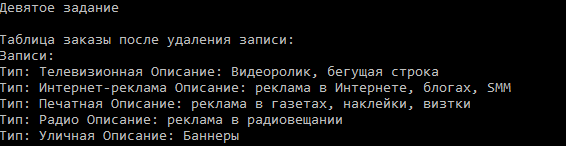 Девятое задание
Таблица заказы после удаления записи:
Записи:
Тип: Телевизионная Описание: Видеоролик, бегущая строка
Тип: Интернет-реклама Описание: реклама в Интернете, блогах, SMM
Тип: Печатная Описание: реклама в газетах, наклейки, визтки
Тип: Радио Описание: реклама в радиовещании
Тип: Уличная Описание: Баннеры